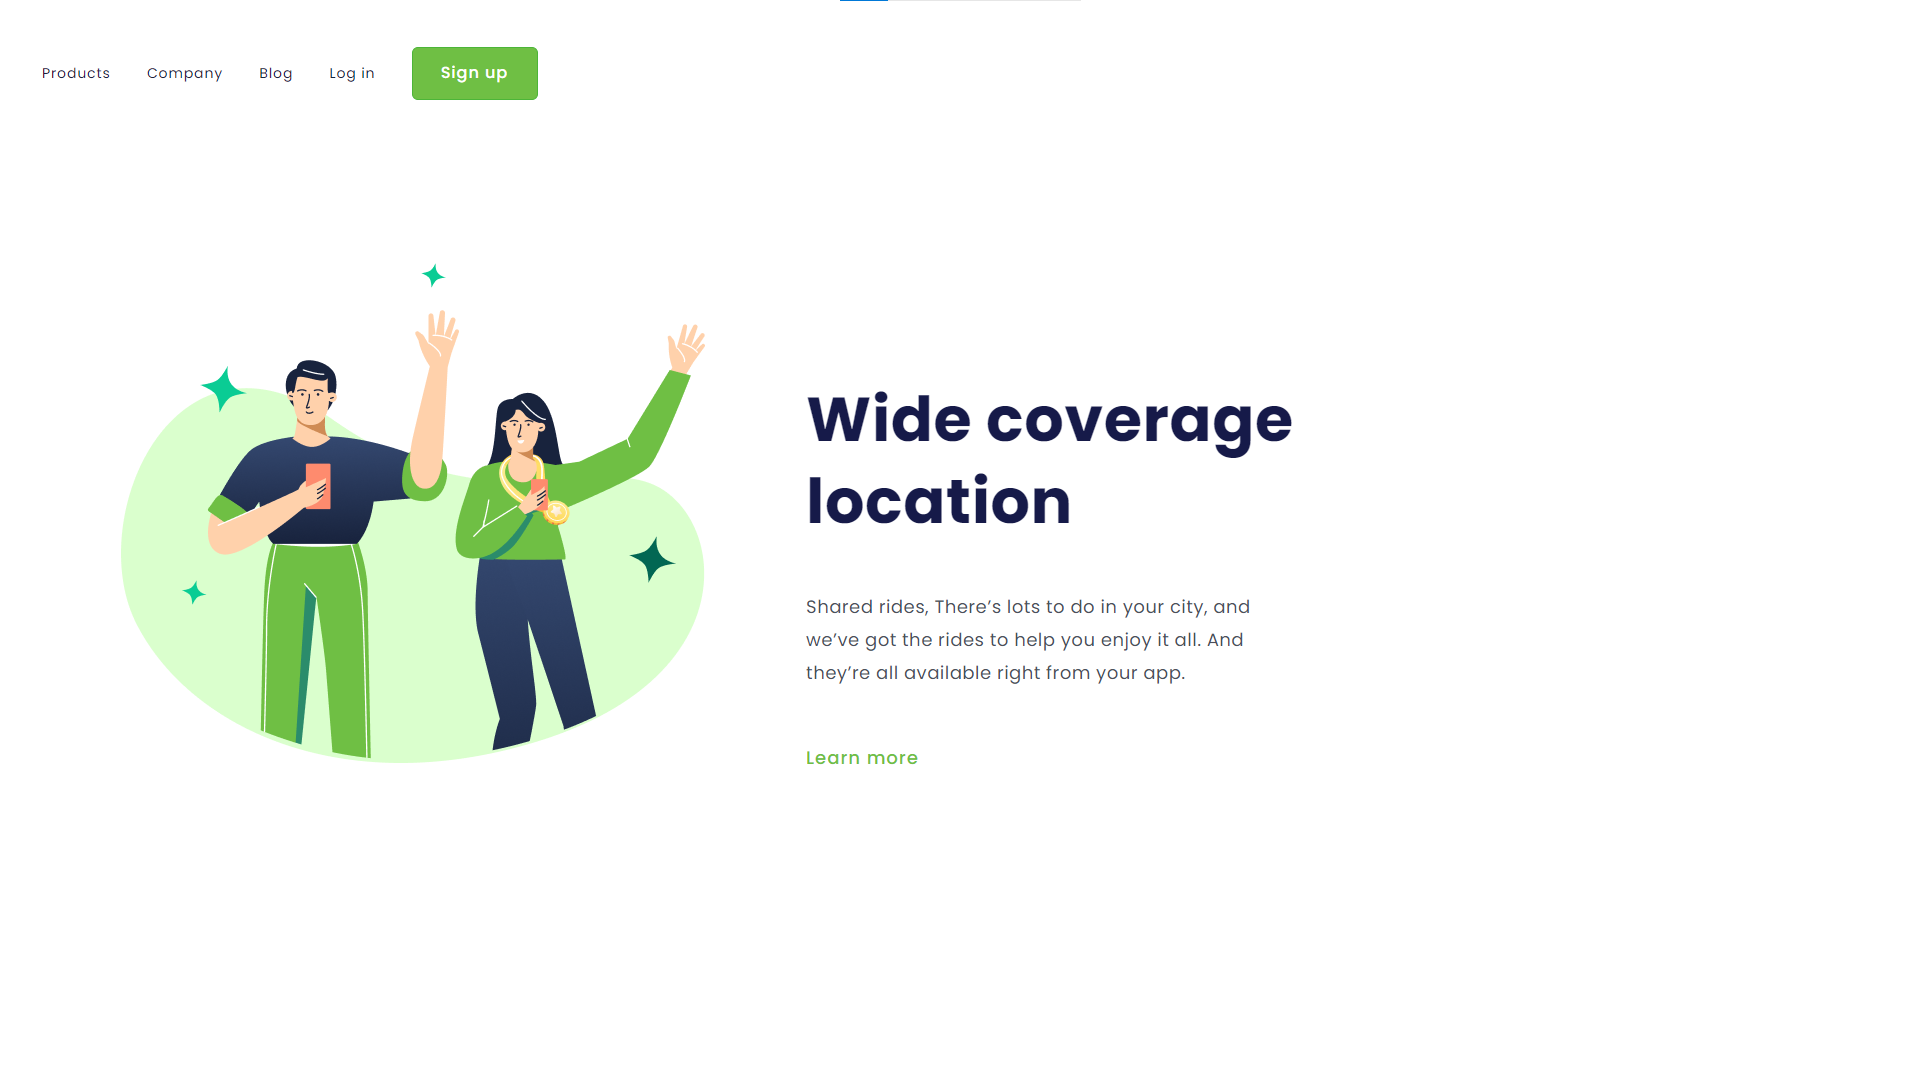 Products Company Blog Log in Sign up
Wide coverage
location
Shared rides, There’s lots to do in your city, and
we’ve got the rides to help you enjoy it all. And
they’re all available right from your app.
Learn more